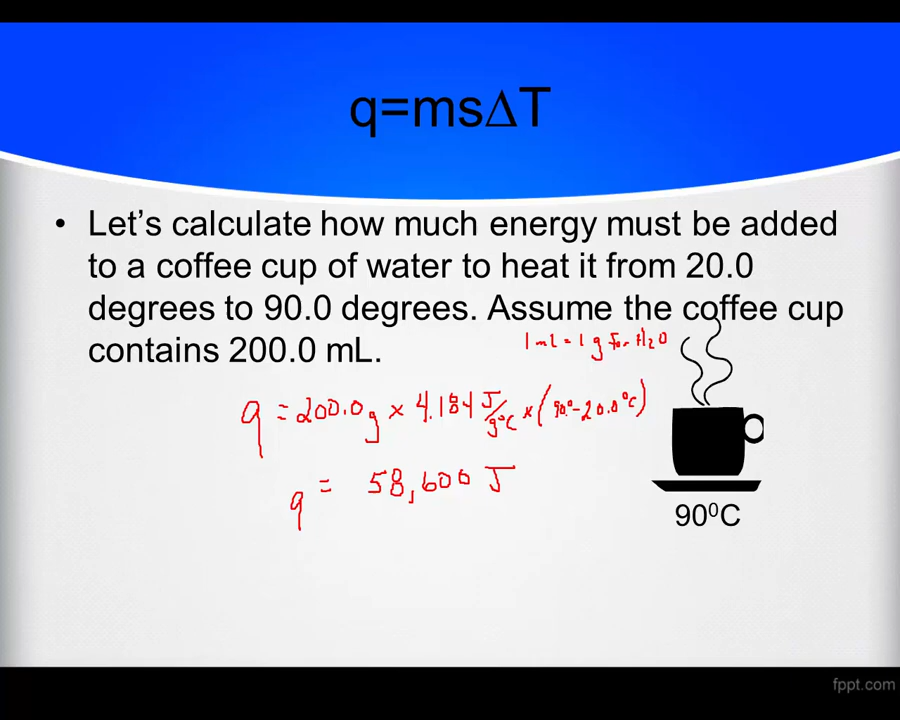 q=ms∆T
• Let's calculate how much energy must be added
to a coffee cup of water to heat it from 20.0
degrees to 90.0 degrees. Assume the coffee cup
contains 200.0 mL.
1 mL = 1 g For H2O
q = 200.0g x 4.184 J/g°C x (90.°-20.0°C)
q = 58,600 J
90⁰C
fppt.com